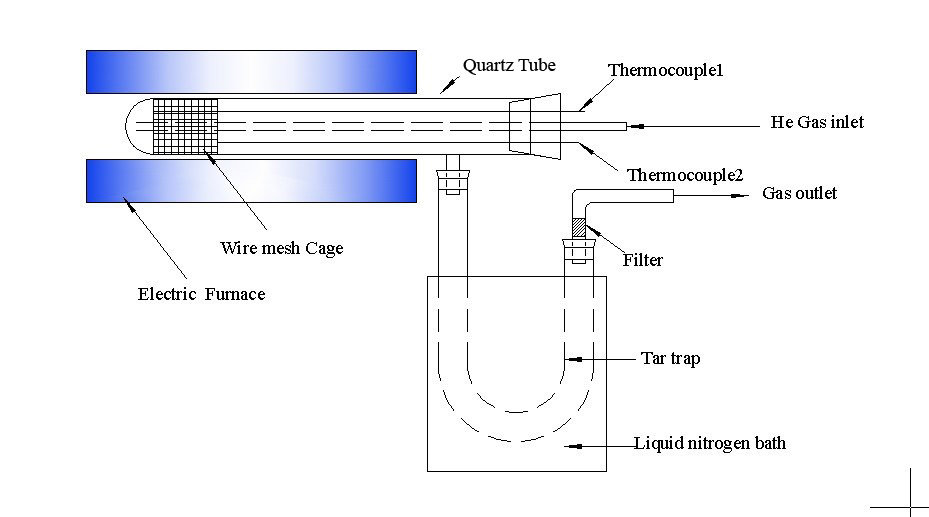 Quartz Tube
Thermocouple1
He Gas inlet
Thermocouple2
Gas outlet
Wire mesh Cage
Filter
Electric Furnace
Tar trap
Liquid nitrogen bath